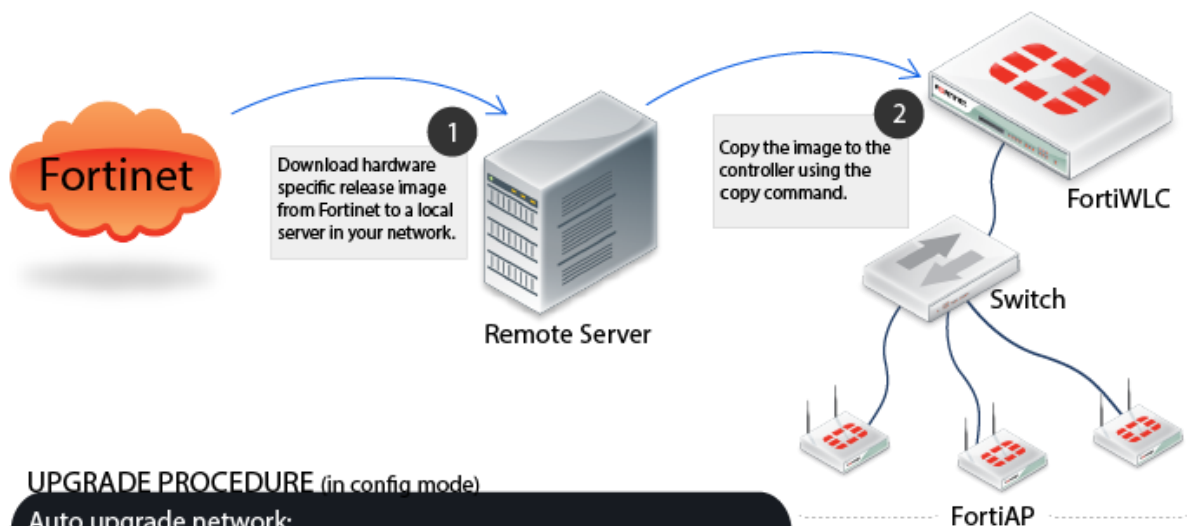 Fortinet
1
Download hardware
specific release image
from Fortinet to a local
server in your network.
Remote Server
2
Copy the image to the
controller using the
copy command.
FortiWLC
Switch
FortiAP
UPGRADE PROCEDURE (in config mode)
Auto upgrade network: